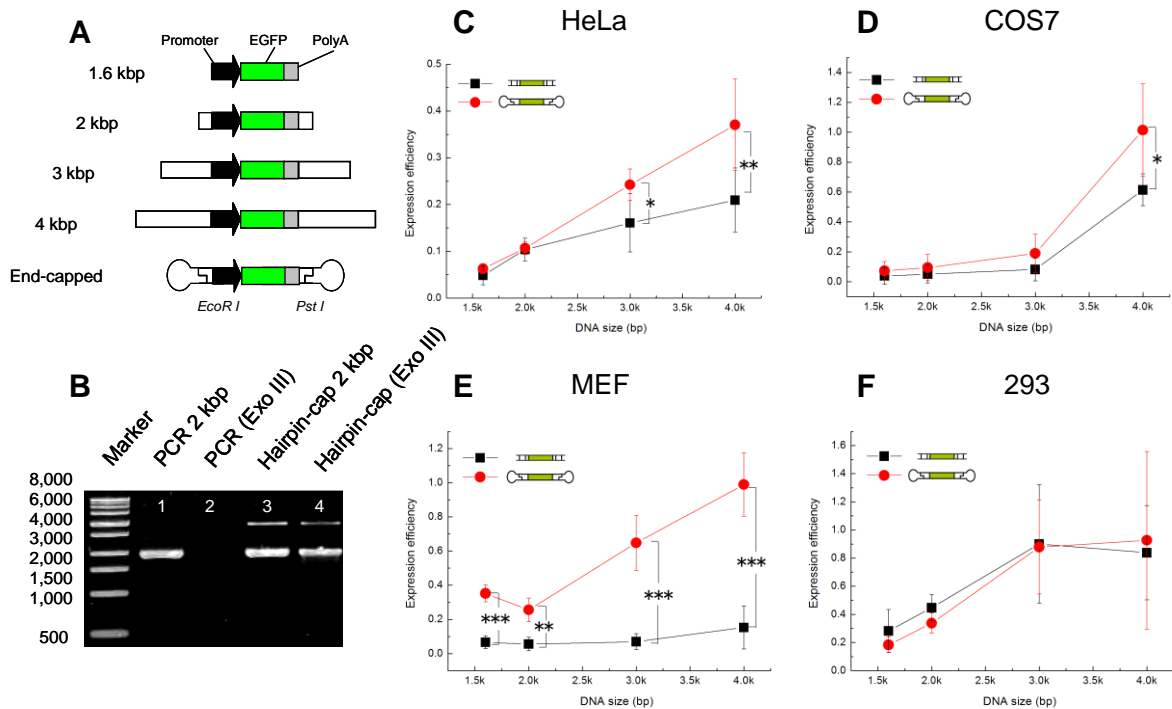 A
Promoter EGFP PolyA
1.6 kbp
2 kbp
3 kbp
4 kbp
End-capped
EcoR I Pst I
B
Marker
PCR 2 kbp
PCR (Exo III)
Hairpin-cap 2 kbp
Hairpin-cap (Exo III)
8,000
6,000
4,000
2,000
1,500
1,000
500
1 2 3 4
C HeLa
Expression efficiency
0.5
0.4
0.3
0.2
0.1
0.0
*
**
1.5k 2.0k 2.5k 3.0k 3.5k 4.0k
DNA size (bp)
D COS7
Expression efficiency
1.6
1.4
1.2
1.0
0.8
0.6
0.4
0.2
0.0
*
1.5k 2.0k 2.5k 3.0k 3.5k 4.0k
DNA size (bp)
E MEF
Expression efficiency
1.2
1.0
0.8
0.6
0.4
0.2
0.0
***
**
***
***
1.5k 2.0k 2.5k 3.0k 3.5k 4.0k
DNA size (bp)
F 293
Expression efficiency
1.6
1.4
1.2
1.0
0.8
0.6
0.4
0.2
0.0
1.5k 2.0k 2.5k 3.0k 3.5k 4.0k
DNA size (bp)